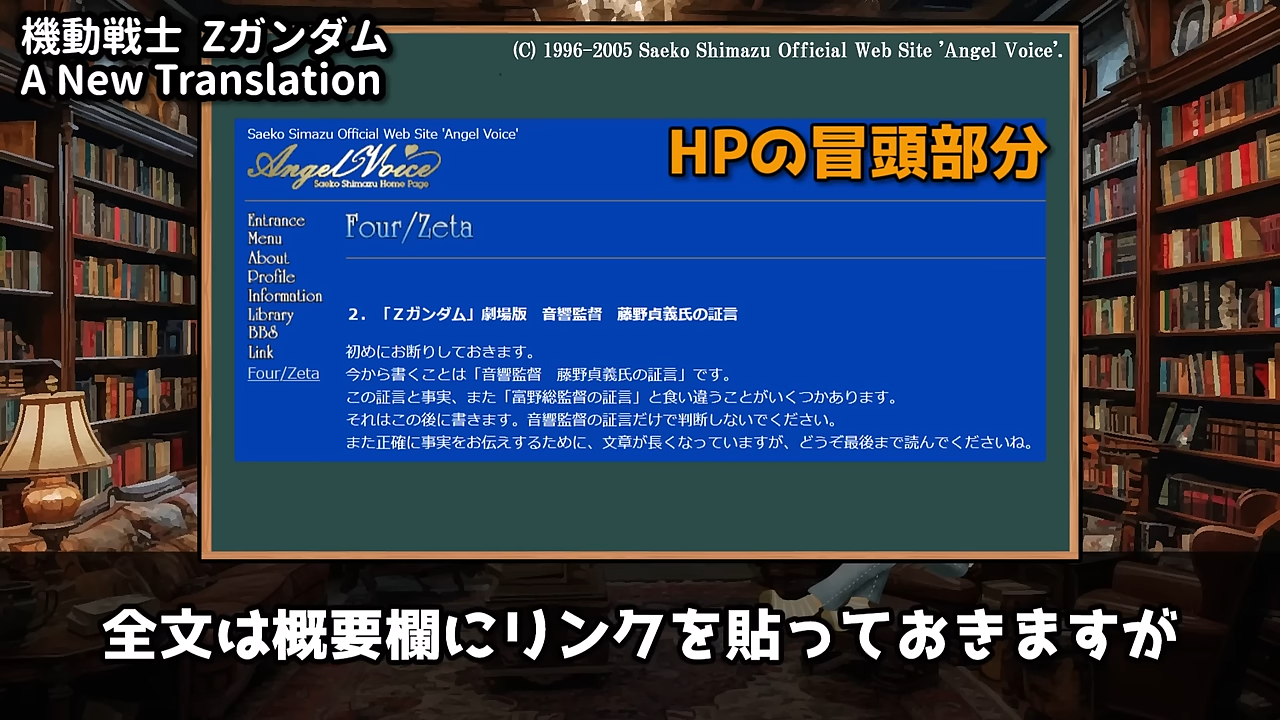 機動戦士 Zガンダム
A New Translation
(C) 1996-2005 Saeko Shimazu Official Web Site 'Angel Voice'.
HPの冒頭部分
Saeko Simazu Official Web Site 'Angel Voice'
Angel Voice
Saeko Shimazu Home Page
Entrance
Menu
About
Profile
Information
Library
BBS
Link
Four/Zeta
Four/Zeta
２．「Ｚガンダム」劇場版　音響監督　藤野貞義氏の証言
初めにお断りしておきます。
今から書くことは「音響監督　藤野貞義氏の証言」です。
この証言と事実、また「富野総監督の証言」と食い違うことがいくつかあります。
それはこの後に書きます。音響監督の証言だけで判断しないでください。
また正確に事実をお伝えするために、文章が長くなっていますが、どうぞ最後まで読んでくださいね。
全文は概要欄にリンクを貼っておきますが